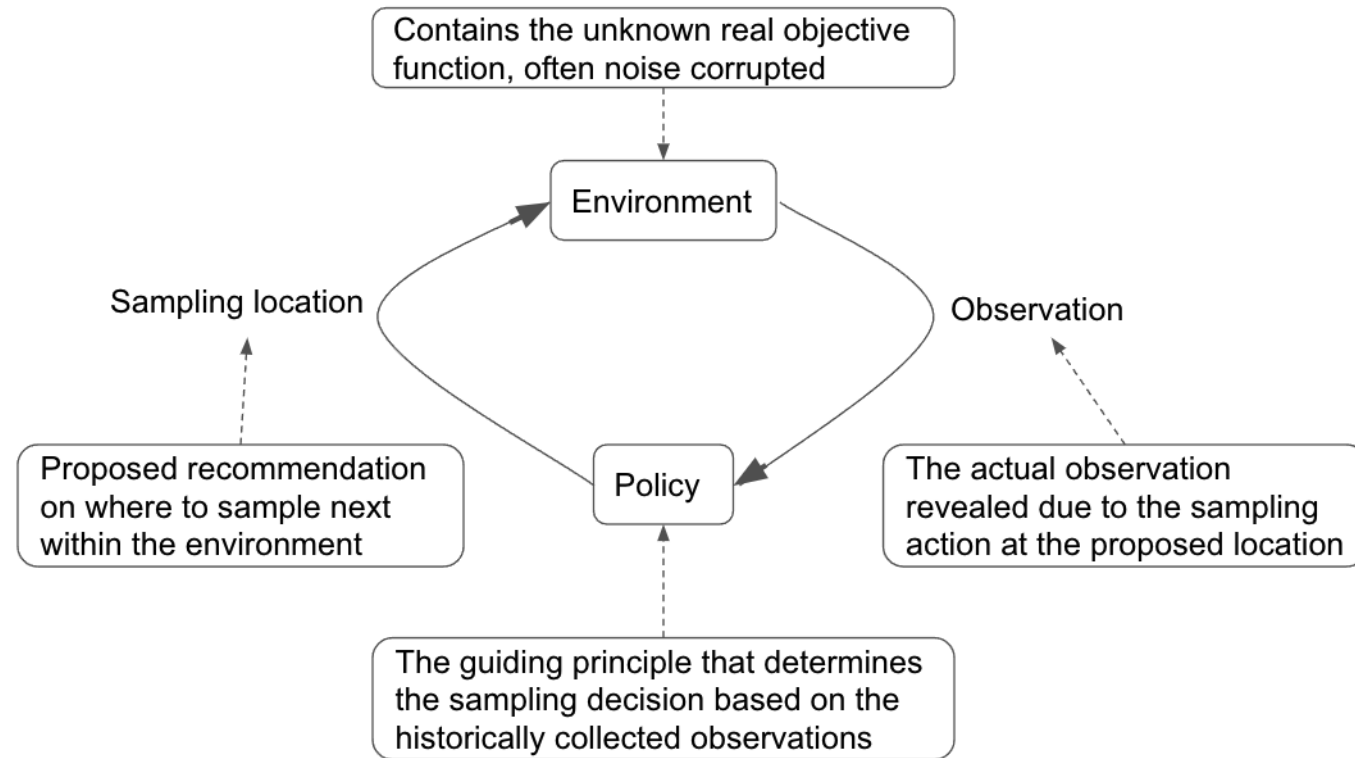 Contains the unknown real objective
function, often noise corrupted
Environment
Sampling location
Observation
Proposed recommendation
on where to sample next
within the environment
Policy
The actual observation
revealed due to the sampling
action at the proposed location
The guiding principle that determines
the sampling decision based on the
historically collected observations